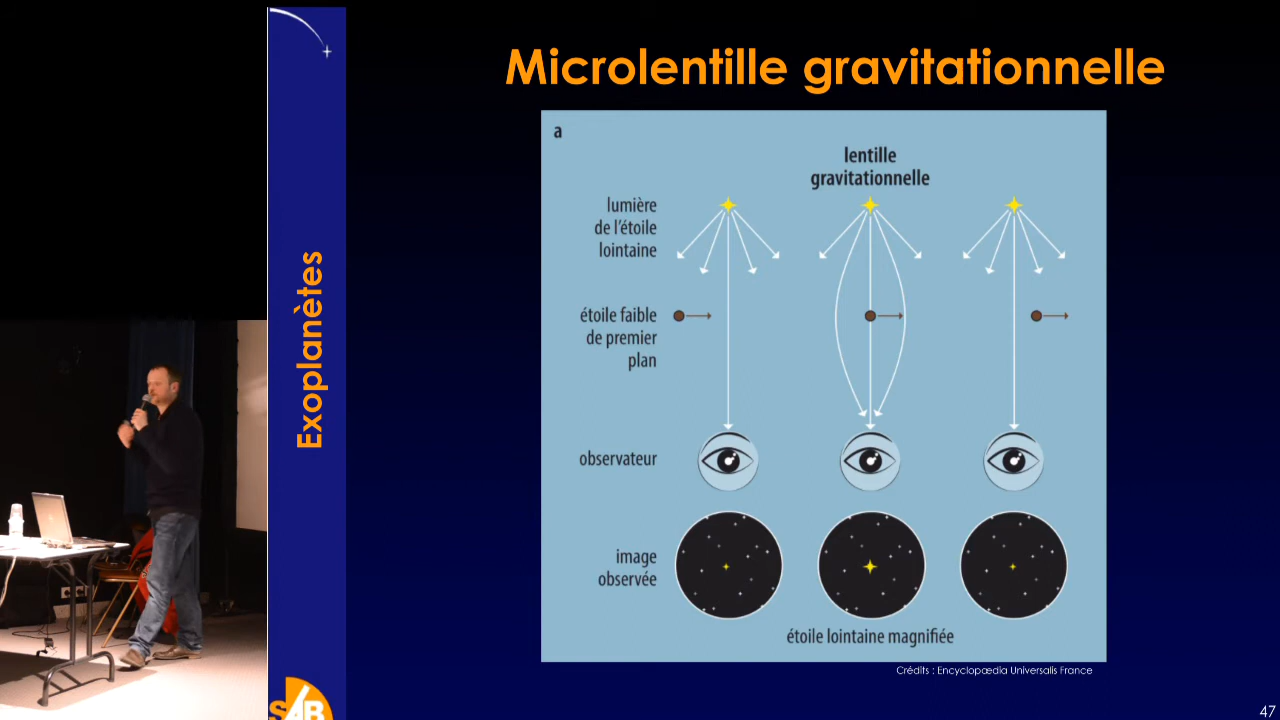 Microlentille gravitationnelle
Exoplanètes
a
lentille
gravitationnelle
lumière
de l'étoile
lointaine
étoile faible
de premier
plan
observateur
image
observée
étoile lointaine magnifiée
Crédits : Encyclopædia Universalis France
47